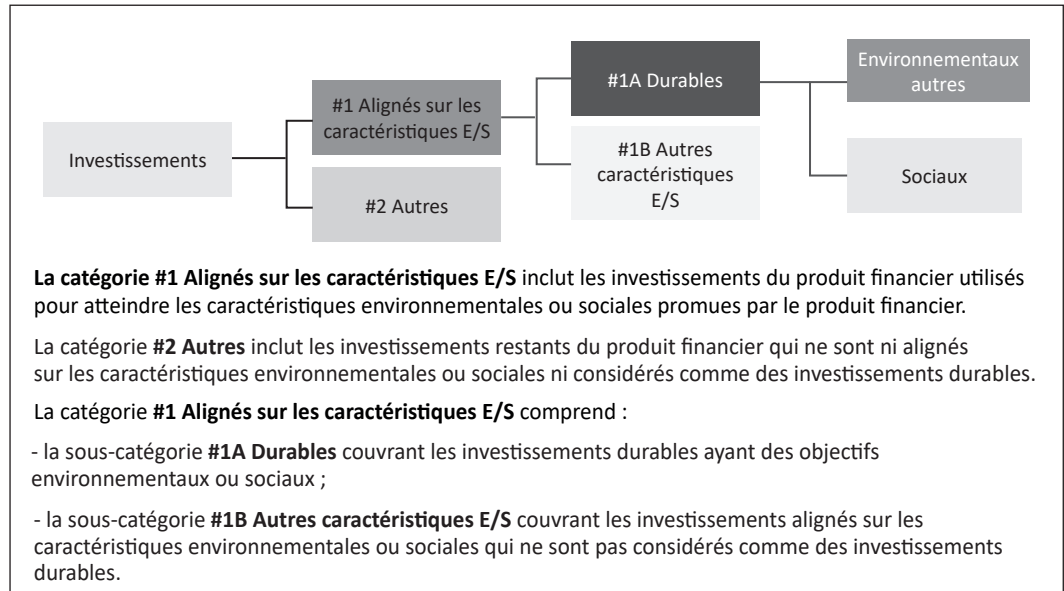 Investissements
#1 Alignés sur les
caractéristiques E/S
#2 Autres
#1A Durables
#1B Autres
caractéristiques
E/S
Environnementaux
autres
Sociaux
La catégorie #1 Alignés sur les caractéristiques E/S inclut les investissements du produit financier utilisés
pour atteindre les caractéristiques environnementales ou sociales promues par le produit financier.
La catégorie #2 Autres inclut les investissements restants du produit financier qui ne sont ni alignés
sur les caractéristiques environnementales ou sociales ni considérés comme des investissements durables.
La catégorie #1 Alignés sur les caractéristiques E/S comprend :
- la sous-catégorie #1A Durables couvrant les investissements durables ayant des objectifs
environnementaux ou sociaux ;
- la sous-catégorie #1B Autres caractéristiques E/S couvrant les investissements alignés sur les
caractéristiques environnementales ou sociales qui ne sont pas considérés comme des investissements
durables.